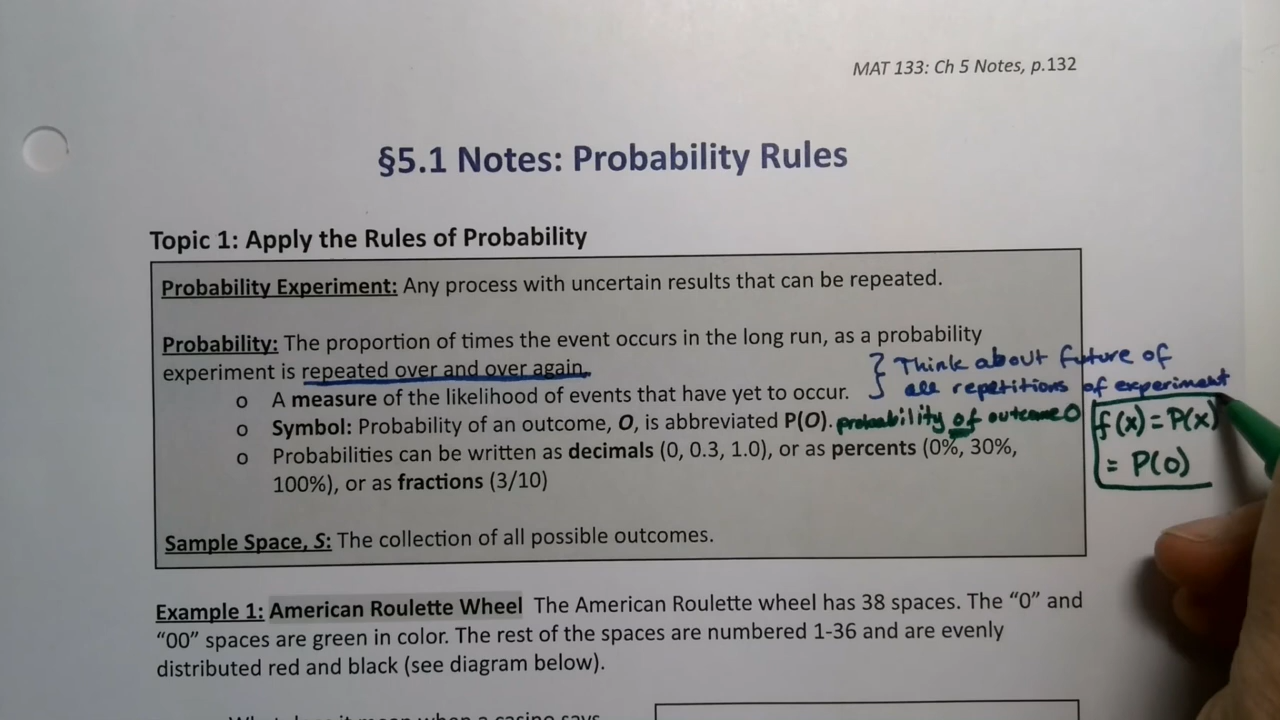 MAT 133: Ch 5 Notes, p.132
§5.1 Notes: Probability Rules
Topic 1: Apply the Rules of Probability
Probability Experiment: Any process with uncertain results that can be repeated.
Probability: The proportion of times the event occurs in the long run, as a probability
experiment is repeated over and over again.
} Think about future of
all repetitions of experiment
o A measure of the likelihood of events that have yet to occur.
o Symbol: Probability of an outcome, O, is abbreviated P(O). probability of outcome O
f(x) = P(x)
= P(O)
o Probabilities can be written as decimals (0, 0.3, 1.0), or as percents (0%, 30%,
100%), or as fractions (3/10)
Sample Space, S: The collection of all possible outcomes.
Example 1: American Roulette Wheel The American Roulette wheel has 38 spaces. The “0” and
“00” spaces are green in color. The rest of the spaces are numbered 1-36 and are evenly
distributed red and black (see diagram below).
What does it mean when a casino says